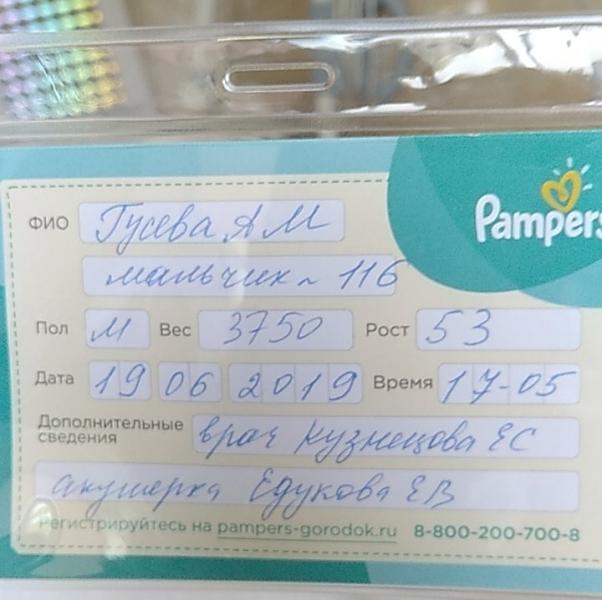 Pampers
ФИО Гусева А М
мальчик ~ 116
Пол М Вес 3750 Рост 53
Дата 19 06 2019 Время 17-05
Дополнительные сведения врач Кузнецова ЕС
акушерка Едукова ЕВ
Регистрируйтесь на pampers-gorodok.ru 8-800-200-700-8